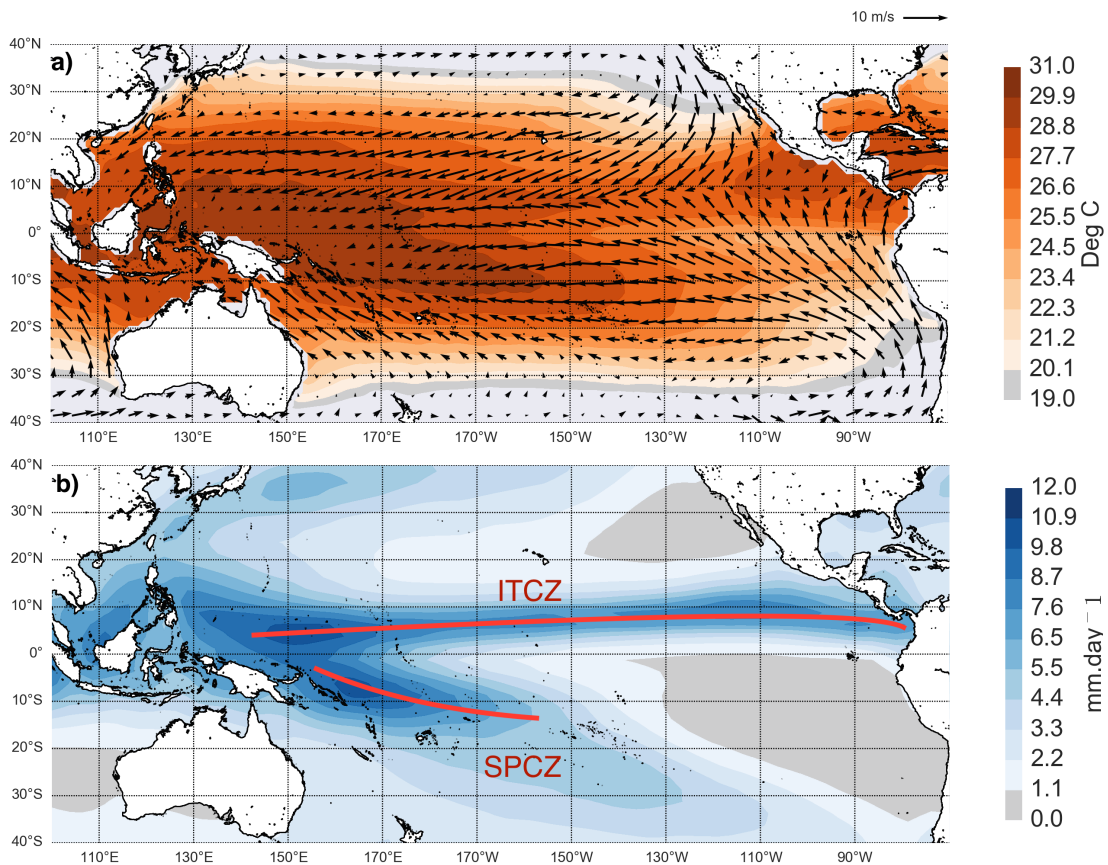 10 m/s
a)
40°N
30°N
20°N
10°N
0°
10°S
20°S
30°S
40°S
110°E 130°E 150°E 170°E 170°W 150°W 130°W 110°W 90°W
31.0
29.9
28.8
27.7
26.6
25.5
24.5
23.4
22.3
21.2
20.1
19.0
Deg C
b)
40°N
30°N
20°N
10°N
0°
10°S
20°S
30°S
40°S
ITCZ
SPCZ
110°E 130°E 150°E 170°E 170°W 150°W 130°W 110°W 90°W
12.0
10.9
9.8
8.7
7.6
6.5
5.5
4.4
3.3
2.2
1.1
0.0
mm.day⁻¹